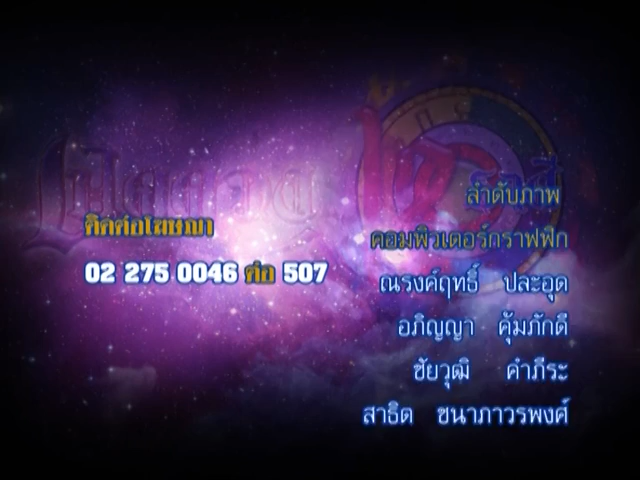 ติดต่อโฆษณา
02 275 0046 ต่อ 507
ลำดับภาพ
คอมพิวเตอร์กราฟฟิก
ณรงค์ฤทธิ์ ปละอุด
อภิญญา คุ้มภักดี
ชัยวุฒิ คำภีระ
สาธิต ชนาภาวรพงศ์